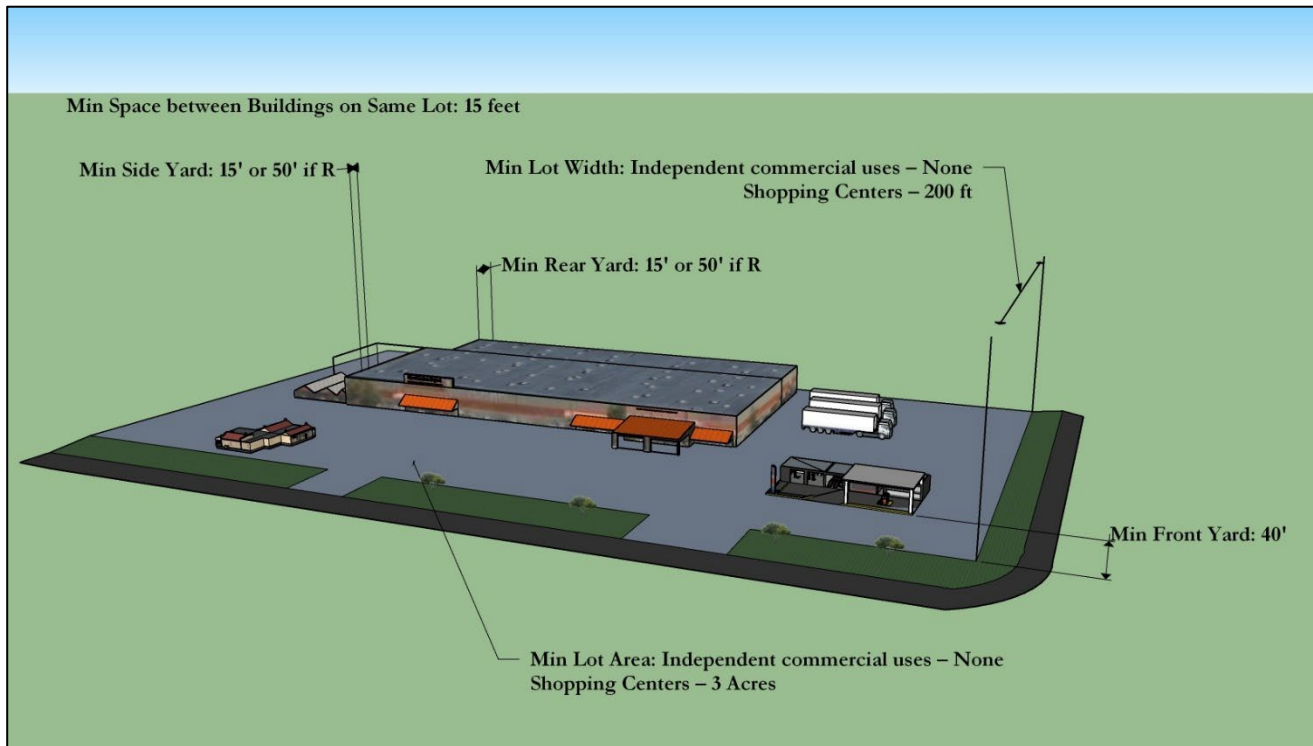 Min Space between Buildings on Same Lot: 15 feet
Min Side Yard: 15' or 50' if R
Min Lot Width: Independent commercial uses – None
Shopping Centers – 200 ft
Min Rear Yard: 15' or 50' if R
Min Front Yard: 40'
Min Lot Area: Independent commercial uses – None
Shopping Centers – 3 Acres